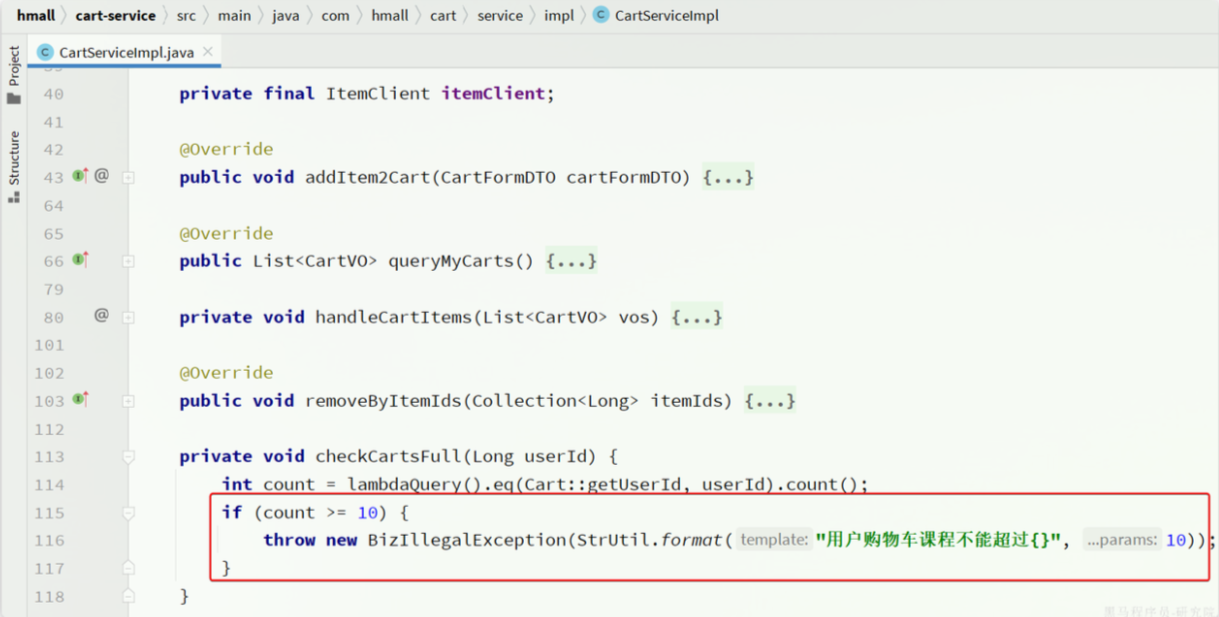 hmall 〉 cart-service 〉 src 〉 main 〉 java 〉 com 〉 hmall 〉 cart 〉 service 〉 impl 〉 C CartServiceImpl
C CartServiceImpl.java ×
Project
Structure
39
40 private final ItemClient itemClient;
41
42 @Override
43 @ public void addItem2Cart(CartFormDTO cartFormDTO) {...}
64
65 @Override
66 public List<CartVO> queryMyCarts() {...}
79
80 @ private void handleCartItems(List<CartVO> vos) {...}
101
102 @Override
103 public void removeByItemIds(Collection<Long> itemIds) {...}
112
113 private void checkCartsFull(Long userId) {
114 int count = lambdaQuery().eq(Cart::getUserId, userId).count();
115 if (count >= 10) {
116 throw new BizIllegalException(StrUtil.format( template: "用户购物车课程不能超过{}", ...params: 10));
117 }
118 }
黑马程序员-研究院